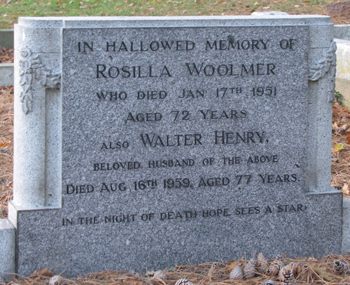 IN HALLOWED MEMORY OF
ROSILLA WOOLMER
WHO DIED JAN 17TH 1951
AGED 72 YEARS
ALSO WALTER HENRY,
BELOVED HUSBAND OF THE ABOVE
DIED AUG 16TH 1959, AGED 77 YEARS.
IN THE NIGHT OF DEATH HOPE SEES A STAR